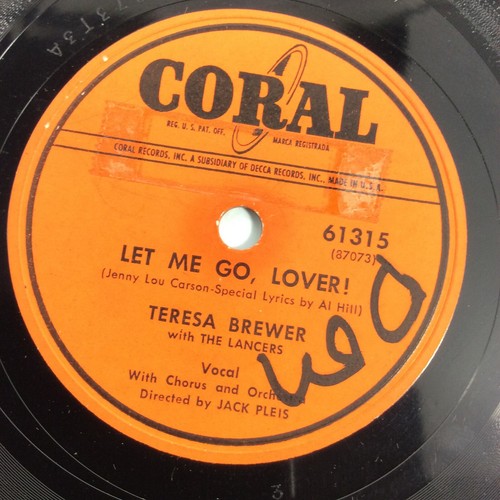 CORAL
REG. U. S. PAT. OFF. MARCA REGISTRADA
CORAL RECORDS, INC. A SUBSIDIARY OF DECCA RECORDS, INC., MADE IN U.S.A.
61315
(87073)
LET ME GO, LOVER!
(Jenny Lou Carson-Special Lyrics by Al Hill)
TERESA BREWER
with THE LANCERS
Vocal
With Chorus and
Directed by JACK PLEIS